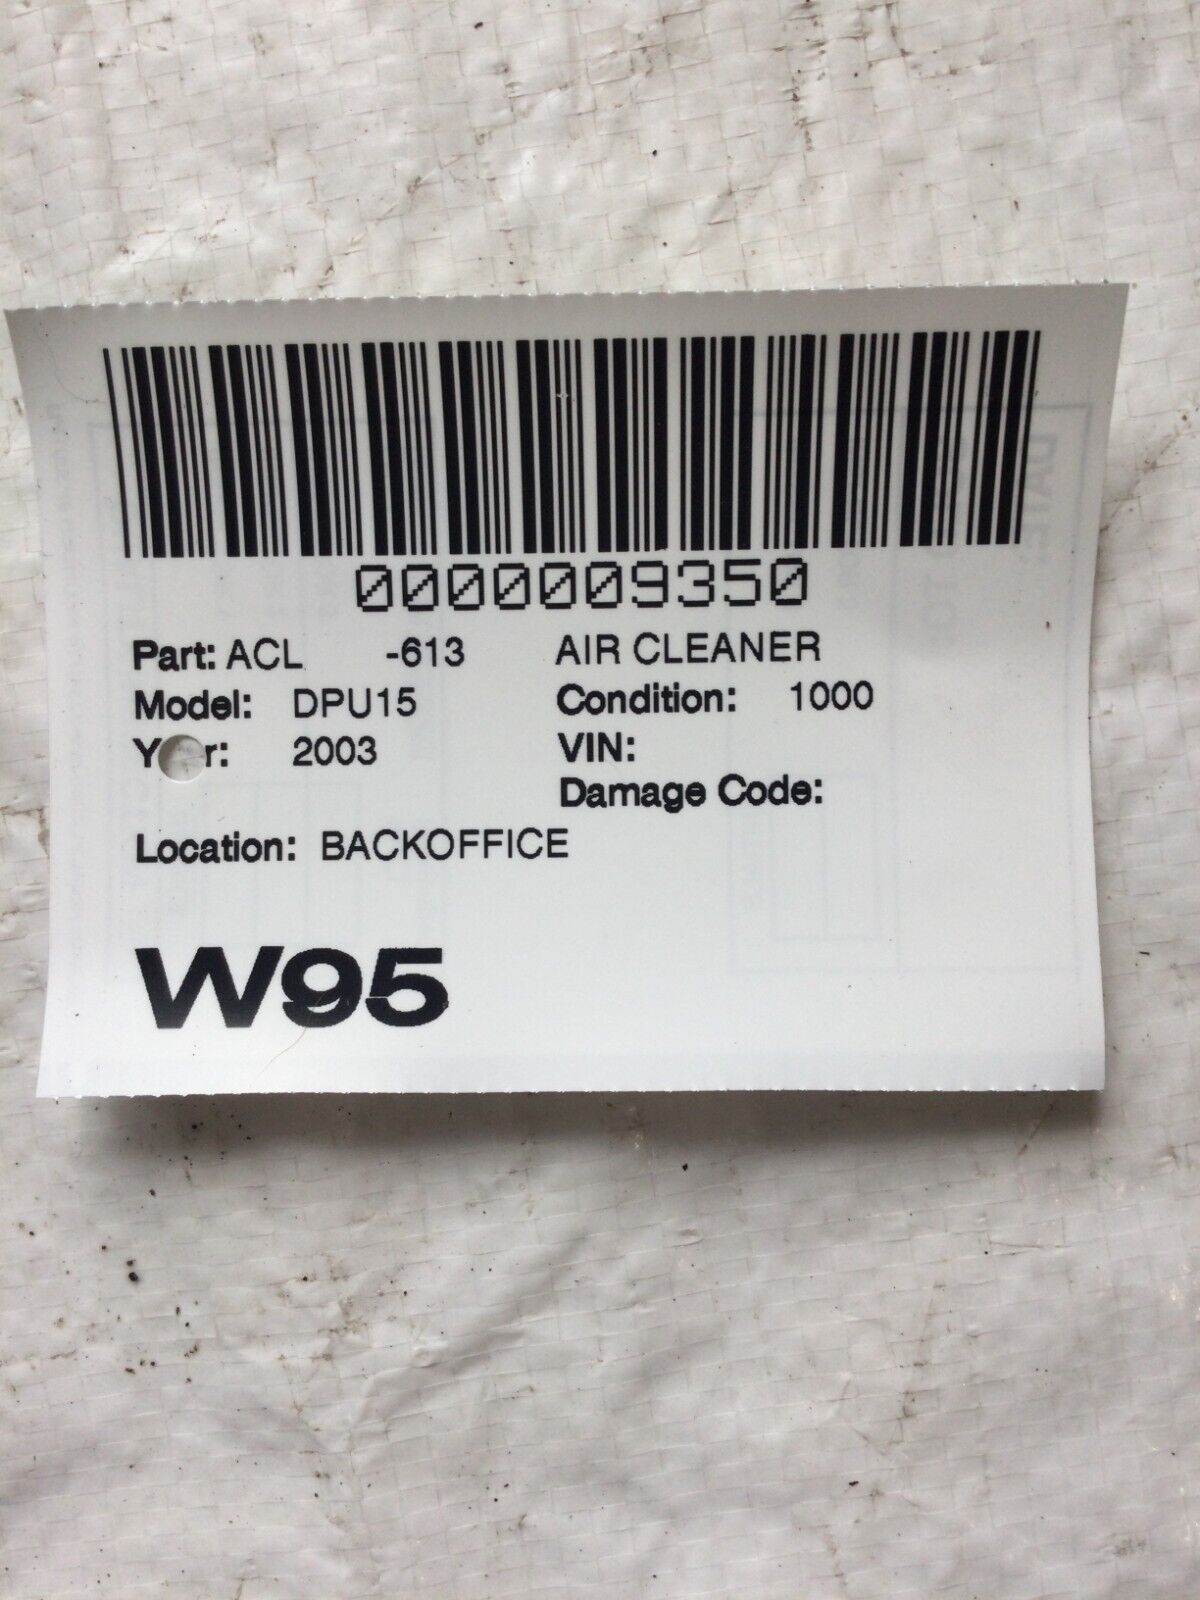 0000009350
Part: ACL -613 AIR CLEANER
Model: DPU15 Condition: 1000
Y r: 2003 VIN:
Damage Code:
Location: BACKOFFICE
W95